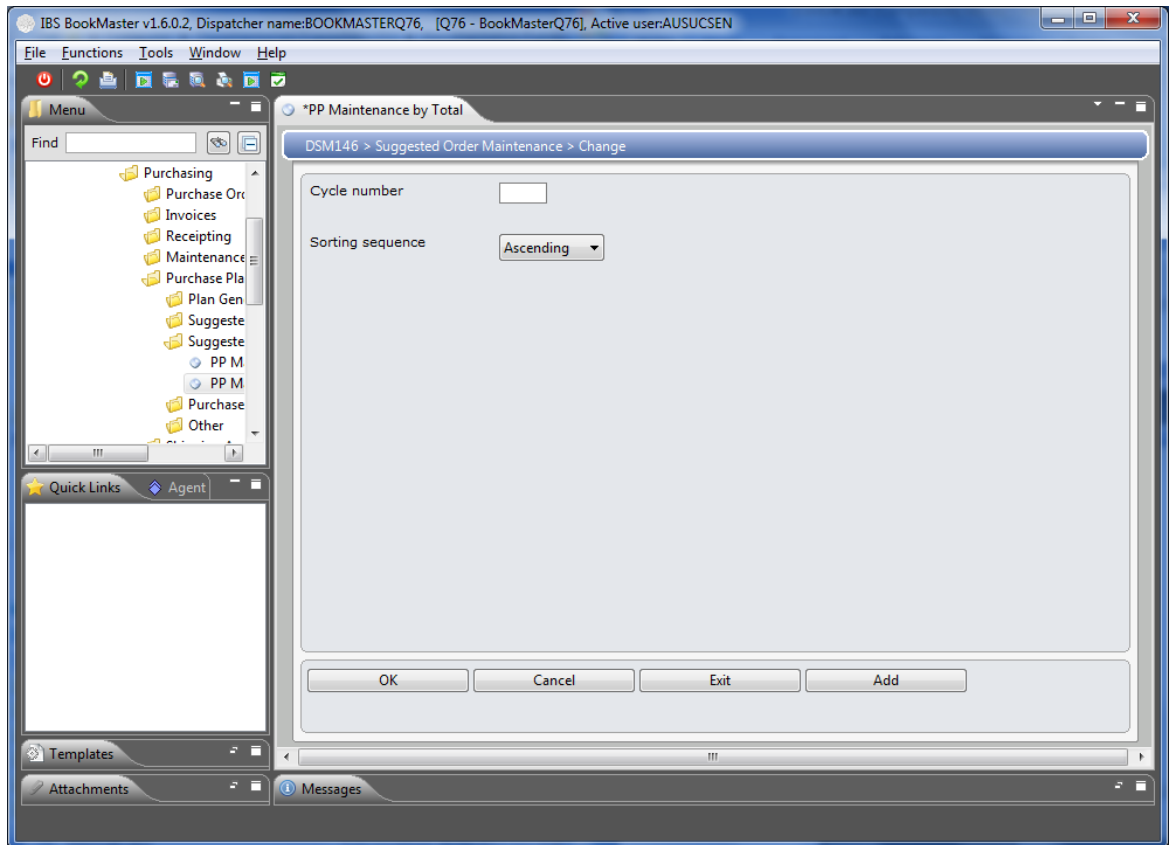 IBS BookMaster v1.6.0.2, Dispatcher name:BOOKMASTERQ76, [Q76 - BookMasterQ76], Active user:AUSUCSEN
File Functions Tools Window Help
Menu
Find
Purchasing
Purchase Ord
Invoices
Receipting
Maintenance
Purchase Pla
Plan Gen
Suggeste
Suggeste
PP M
PP M
Purchase
Other
Quick Links
Agent
Templates
Attachments
*PP Maintenance by Total
DSM146 > Suggested Order Maintenance > Change
Cycle number
Sorting sequence Ascending
OK Cancel Exit Add
Messages